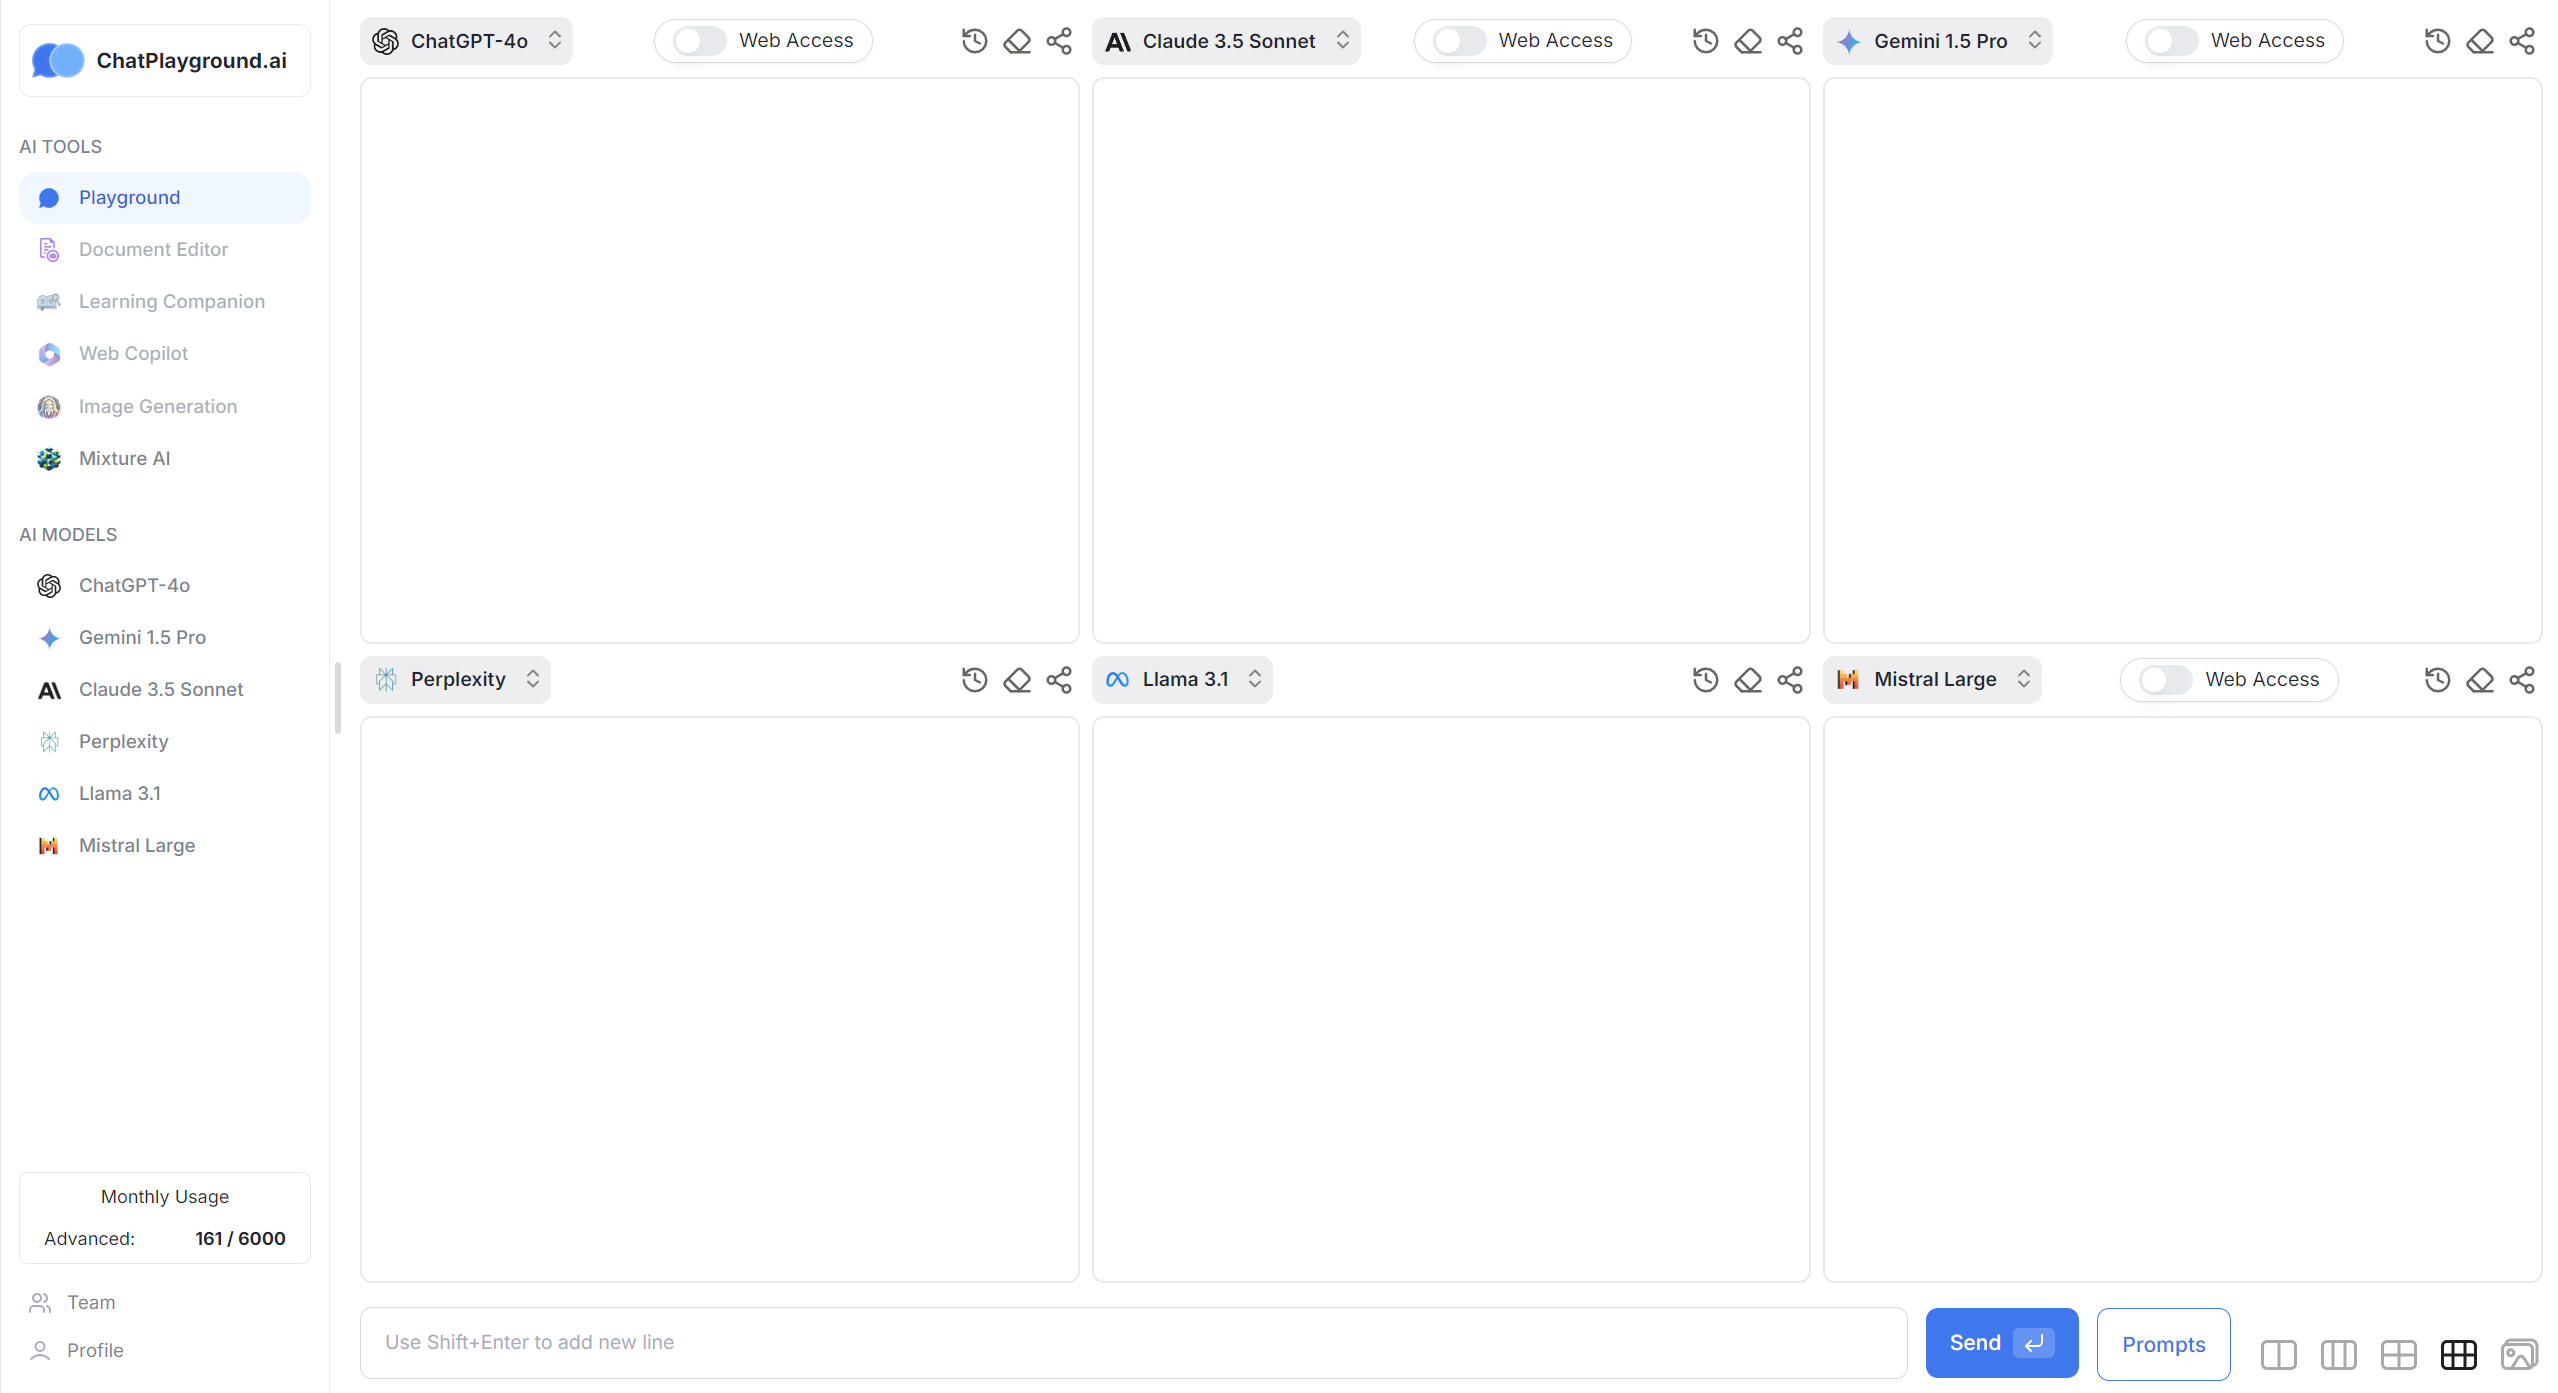 ChatPlayground.ai
AI TOOLS
Playground
Document Editor
Learning Companion
Web Copilot
Image Generation
Mixture AI
AI MODELS
ChatGPT-4o
Gemini 1.5 Pro
Claude 3.5 Sonnet
Perplexity
Llama 3.1
Mistral Large
Monthly Usage
Advanced: 161 / 6000
Team
Profile
ChatGPT-4o Web Access
Claude 3.5 Sonnet Web Access
Gemini 1.5 Pro Web Access
Perplexity
Llama 3.1
Mistral Large Web Access
Use Shift+Enter to add new line
Send
Prompts